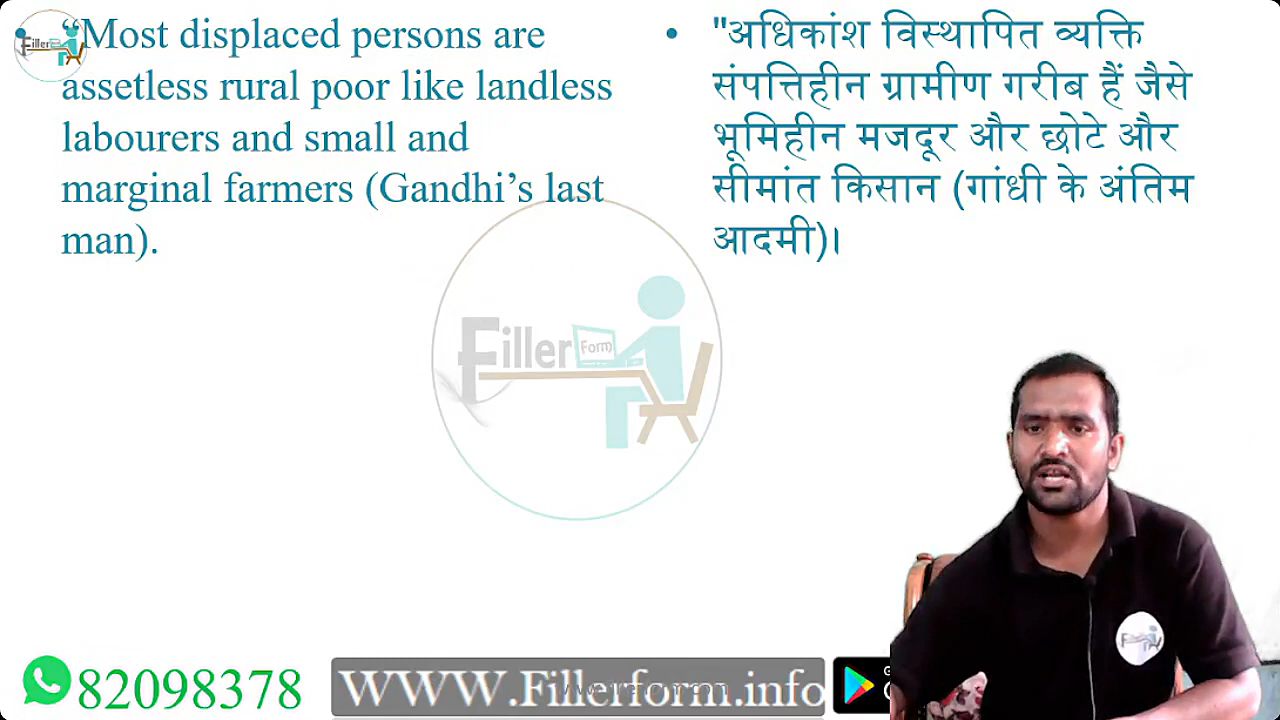 “Most displaced persons are
assetless rural poor like landless
labourers and small and
marginal farmers (Gandhi’s last
man).
"अधिकांश विस्थापित व्यक्ति
संपत्तिहीन ग्रामीण गरीब हैं जैसे
भूमिहीन मजदूर और छोटे और
सीमांत किसान (गांधी के अंतिम
आदमी)।
Filler Form
82098378
WWW.Fillerform.info